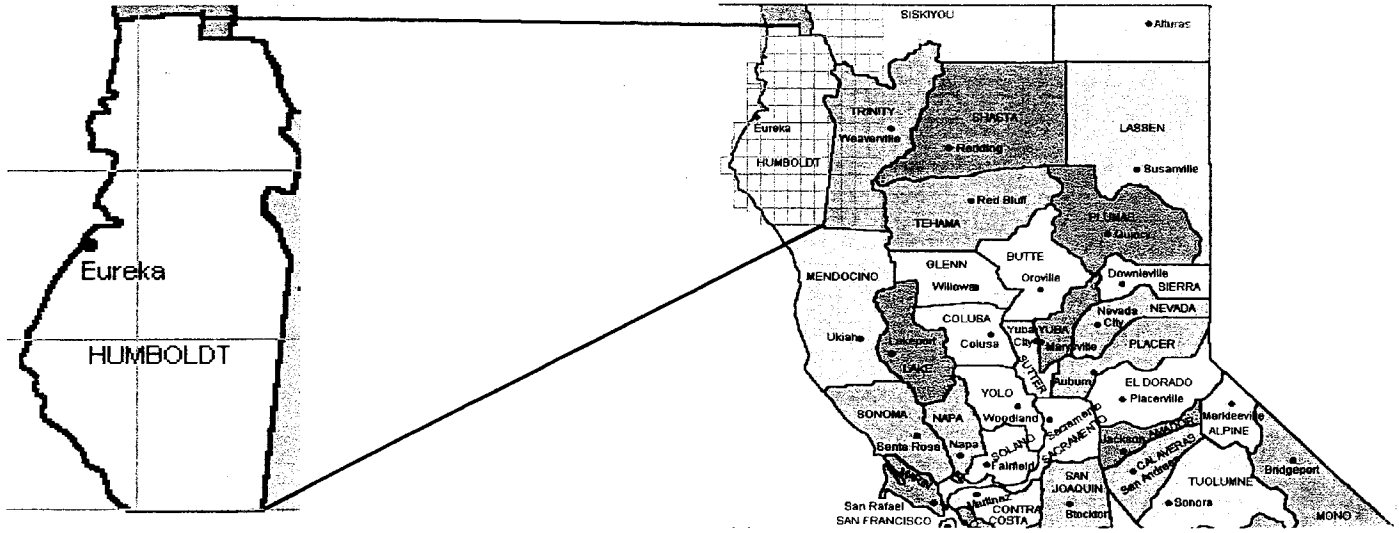 Eureka
HUMBOLDT
SISKIYOU
Alturas
TRINITY
Weaverville
SHASTA
Redding
LASSEN
Susanville
Eureka
HUMBOLDT
Red Bluff
TEHAMA
PLUMAS
Quincy
MENDOCINO
GLENN
Willows
BUTTE
Oroville
Downieville
SIERRA
Ukiah
Lakeport
LAKE
COLUSA
Colusa
Yuba
City
YUBA
Marysville
SUTTER
Nevada
City
NEVADA
PLACER
Auburn
EL DORADO
Placerville
SONOMA
Santa Rosa
NAPA
Napa
YOLO
Woodland
SOLANO
Fairfield
Sacramento
SACRAMENTO
Jackson
AMADOR
CALAVERAS
San Andreas
Markleeville
ALPINE
Bridgeport
MONO
San Rafael
SAN FRANCISCO
Martinez
CONTRA
COSTA
SAN
JOAQUIN
Stockton
TUOLUMNE
Sonora